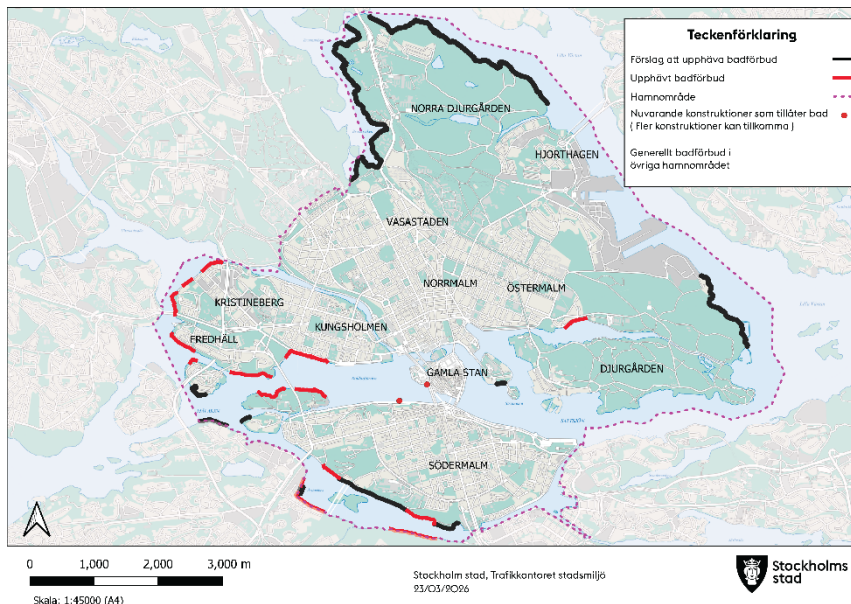 Teckenförklaring
Förslag att upphäva badförbud
Upphävt badförbud
Hamnområde
Nuvarande konstruktioner som tillåter bad
( Fler konstruktioner kan tillkomma )
Generellt badförbud i
övriga hamnområdet
NORRA DJURGÅRDEN
HJORTHAGEN
VASASTADEN
NORRMALM
ÖSTERMALM
KRISTINEBERG
KUNGSHOLMEN
FREDHÄLL
GAMLA STAN
DJURGÅRDEN
SÖDERMALM
0 1,000 2,000 3,000 m
Skala: 1:45000 (A4)
Stockholm stad, Trafikkontoret stadsmiljö
23/03/2026
Stockholms
stad